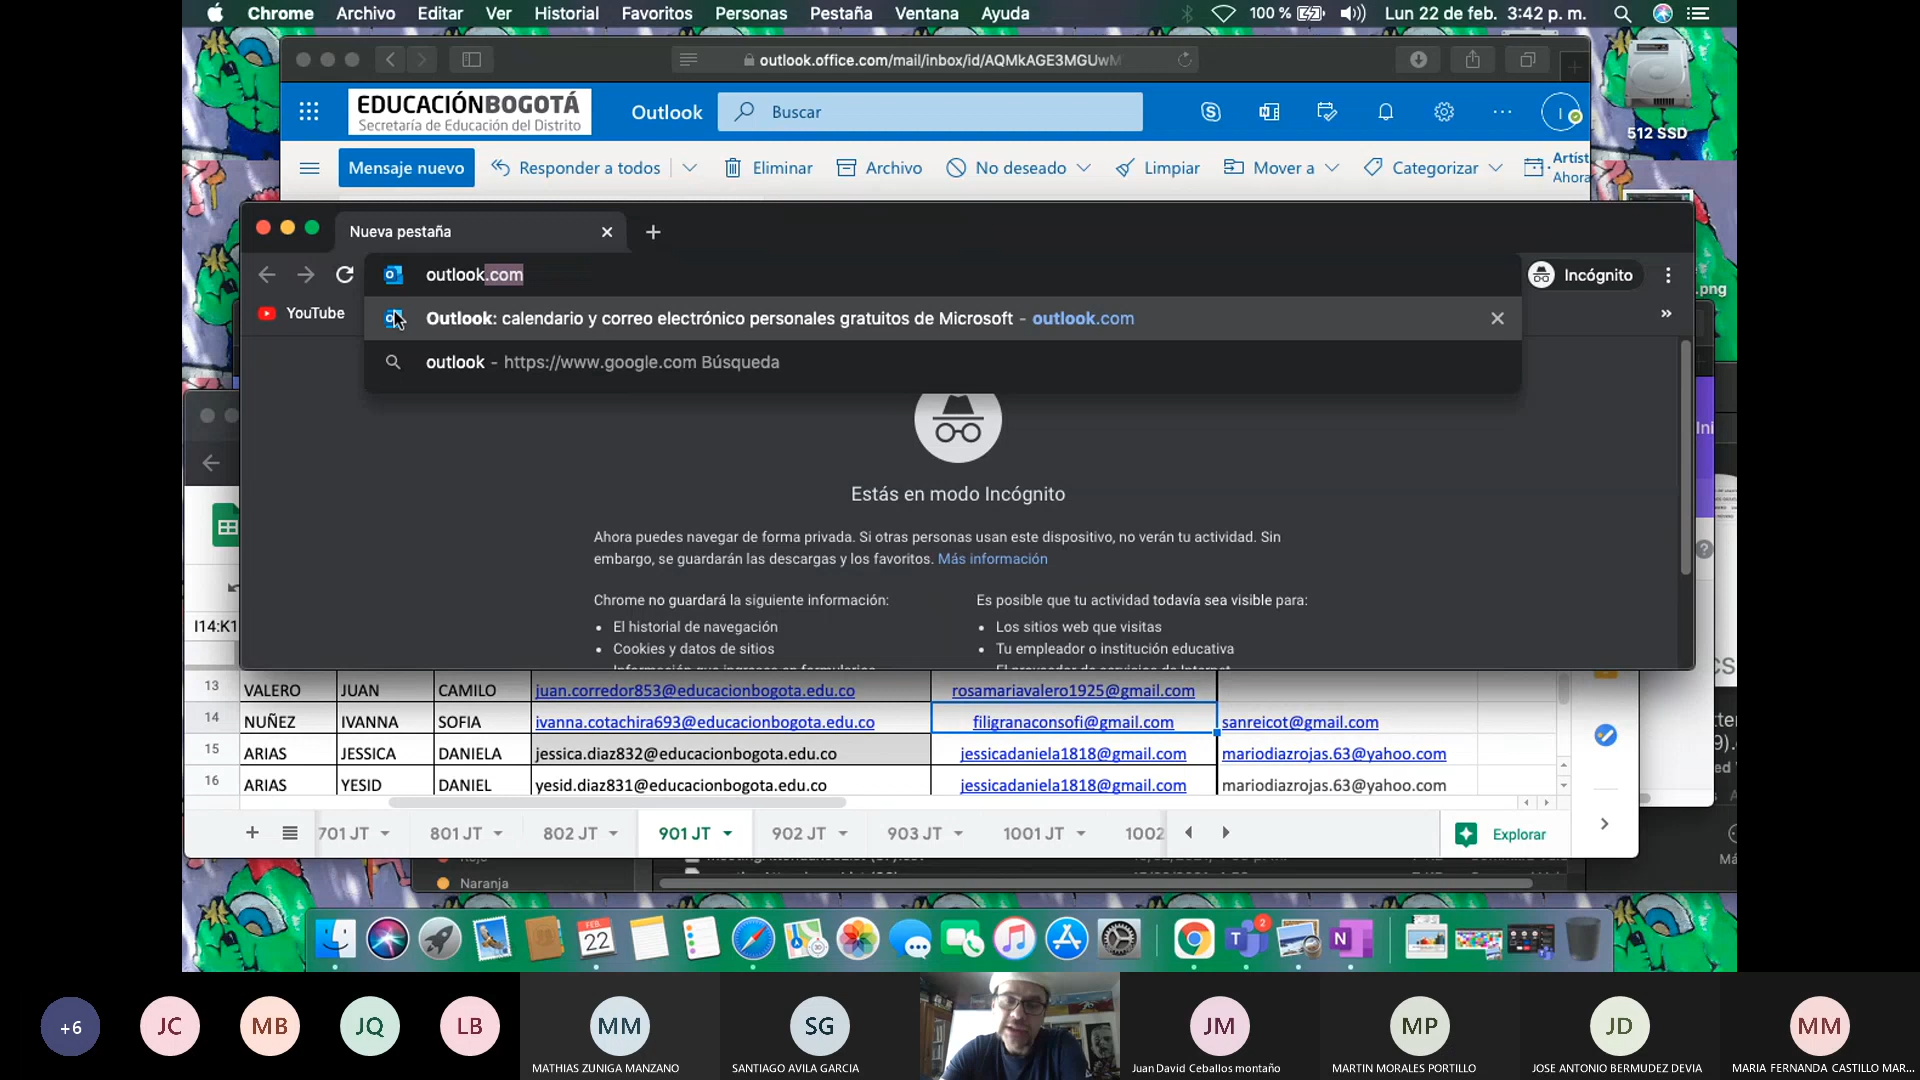 Chrome Archivo Editar Ver Historial Favoritos Personas Pestaña Ventana Ayuda 100 % Lun 22 de feb. 3:42 p. m.
outlook.office.com/mail/inbox/id/AQMkAGE3MGUwM
EDUCACIÓNBOGOTÁ
Secretaría de Educación del Distrito
Outlook
Buscar
512 SSD
Mensaje nuevo Responder a todos Eliminar Archivo No deseado Limpiar Mover a Categorizar
Artíst
Ahora
Nueva pestaña
outlook.com
Incógnito
.png
YouTube
Outlook: calendario y correo electrónico personales gratuitos de Microsoft - outlook.com
outlook - https://www.google.com Búsqueda
Ini
Estás en modo Incógnito
Ahora puedes navegar de forma privada. Si otras personas usan este dispositivo, no verán tu actividad. Sin
embargo, se guardarán las descargas y los favoritos. Más información
Chrome no guardará la siguiente información:
El historial de navegación
Cookies y datos de sitios
Es posible que tu actividad todavía sea visible para:
Los sitios web que visitas
Tu empleador o institución educativa
I14:K1
13 VALERO JUAN CAMILO juan.corredor853@educacionbogota.edu.co rosamariavalero1925@gmail.com
14 NUÑEZ IVANNA SOFIA ivanna.cotachira693@educacionbogota.edu.co filigranaconsofi@gmail.com sanreicot@gmail.com
15 ARIAS JESSICA DANIELA jessica.diaz832@educacionbogota.edu.co jessicadaniela1818@gmail.com mariodiazrojas.63@yahoo.com
16 ARIAS YESID DANIEL yesid.diaz831@educacionbogota.edu.co jessicadaniela1818@gmail.com mariodiazrojas.63@yahoo.com
701 JT 801 JT 802 JT 901 JT 902 JT 903 JT 1001 JT 1002
Explorar
Naranja
FEB.
22
2
+6
JC
MB
JQ
LB
MM
MATHIAS ZUNIGA MANZANO
SG
SANTIAGO AVILA GARCIA
JM
Juan David Ceballos montaño
MP
MARTIN MORALES PORTILLO
JD
JOSE ANTONIO BERMUDEZ DEVIA
MM
MARIA FERNANDA CASTILLO MAR...